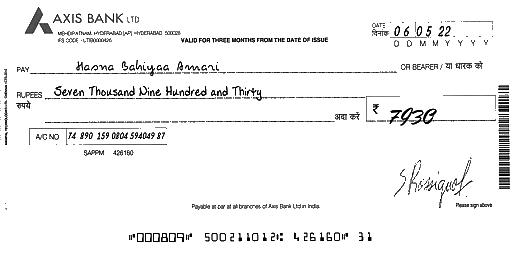 AXIS BANK LTD
MEHDIPATNAM, HYDERABAD (AP) HYDERABAD 500028
IFS CODE - UTIB0000426
VALID FOR THREE MONTHS FROM THE DATE OF ISSUE
DATE दिनांक 06 05 22
D D M M Y Y Y Y
PAY Hasna Bahiyaa Ansari OR BEARER / या धारक को
RUPEES Seven Thousand Nine Hundred and Thirty
रुपये अदा करें ₹ 7930
A/C NO 74 890 159 0804 594049 87
SAPPM 426160
Payable at par at all branches of Axis Bank Ltd in India.
Please sign above
⑈000809⑈ 500211012⑆ 426160⑈ 31